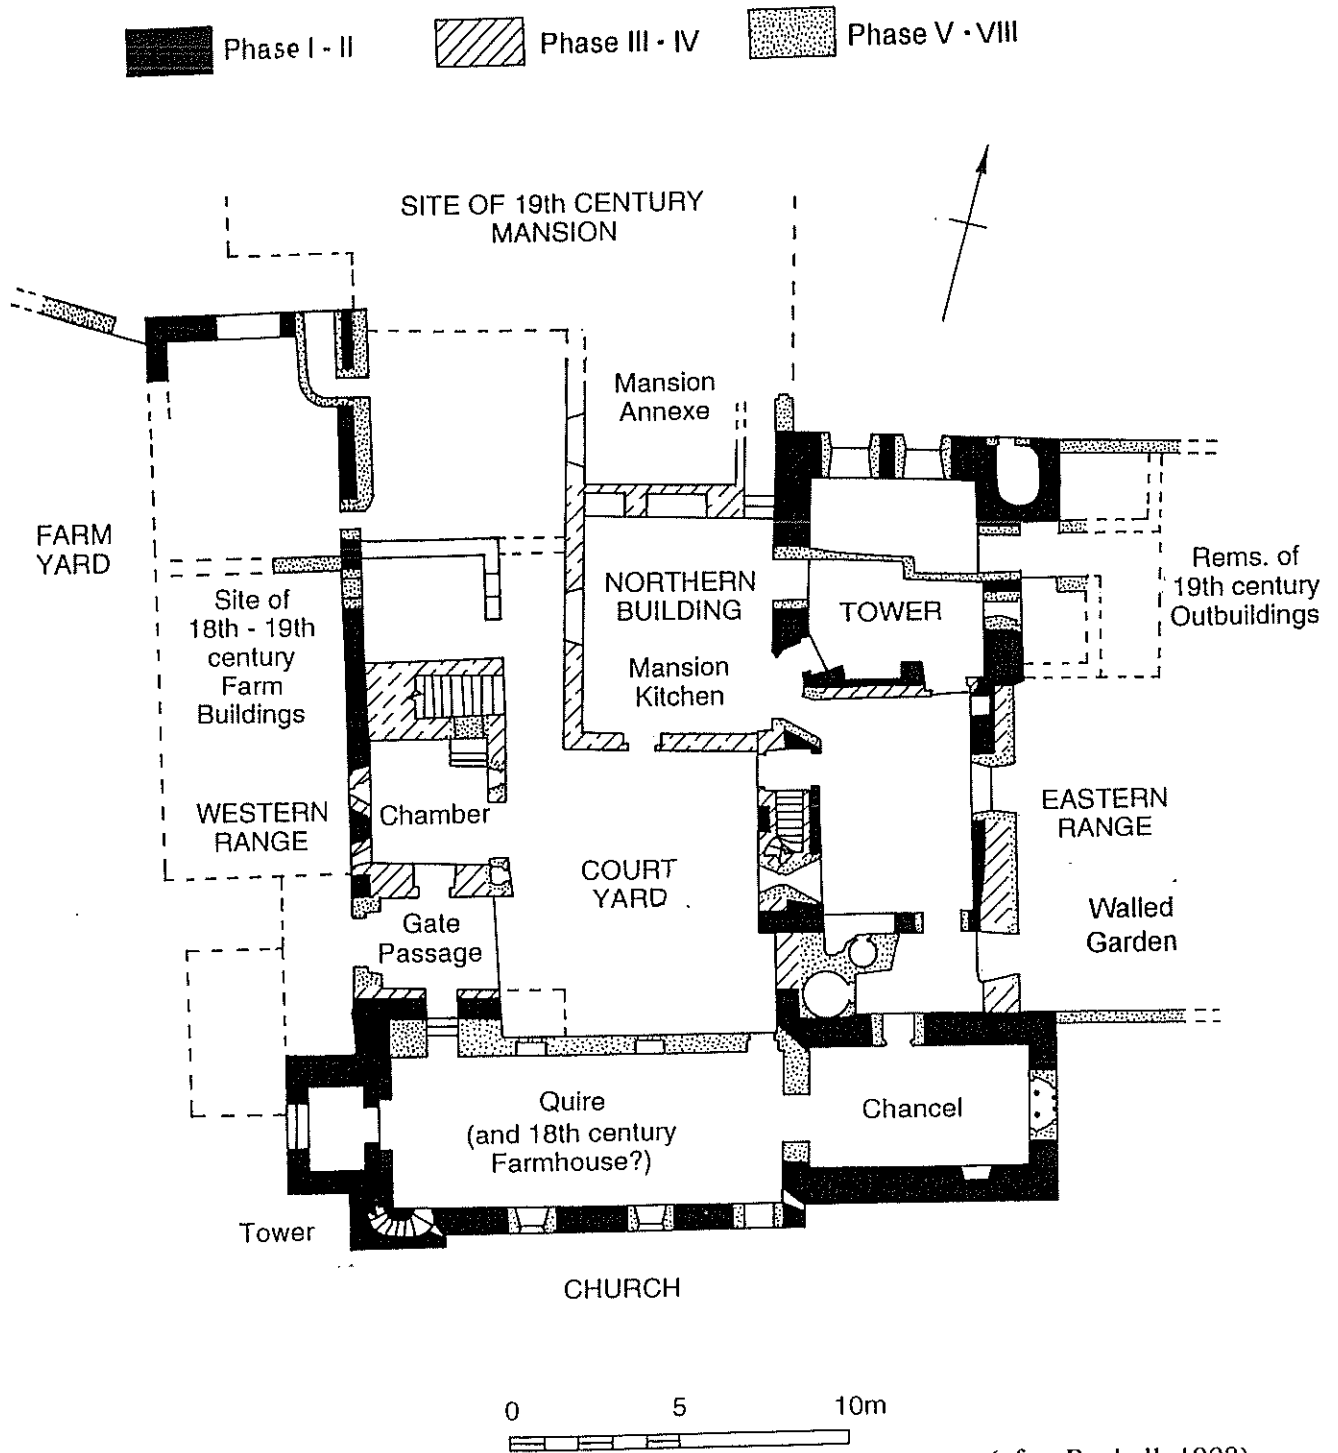 Phase I - II
Phase III - IV
Phase V - VIII
SITE OF 19th CENTURY
MANSION
Mansion
Annexe
FARM
YARD
Site of
18th - 19th
century
Farm
Buildings
NORTHERN
BUILDING
Mansion
Kitchen
TOWER
Rems. of
19th century
Outbuildings
WESTERN
RANGE
Chamber
COURT
YARD
EASTERN
RANGE
Walled
Garden
Gate
Passage
Quire
(and 18th century
Farmhouse?)
Chancel
Tower
CHURCH
0 5 10m